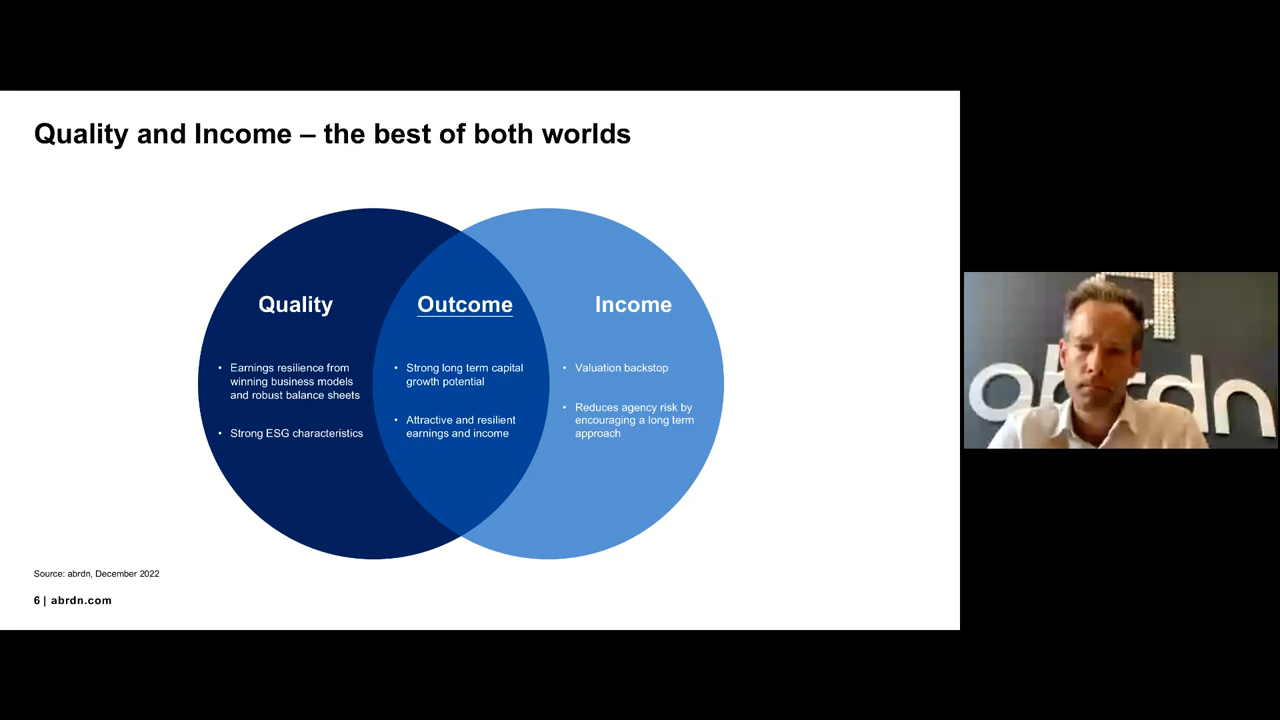 Quality and Income – the best of both worlds
Quality
• Earnings resilience from
winning business models
and robust balance sheets
• Strong ESG characteristics
Outcome
• Strong long term capital
growth potential
• Attractive and resilient
earnings and income
Income
• Valuation backstop
• Reduces agency risk by
encouraging a long term
approach
Source: abrdn, December 2022
6 | abrdn.com
abrdn